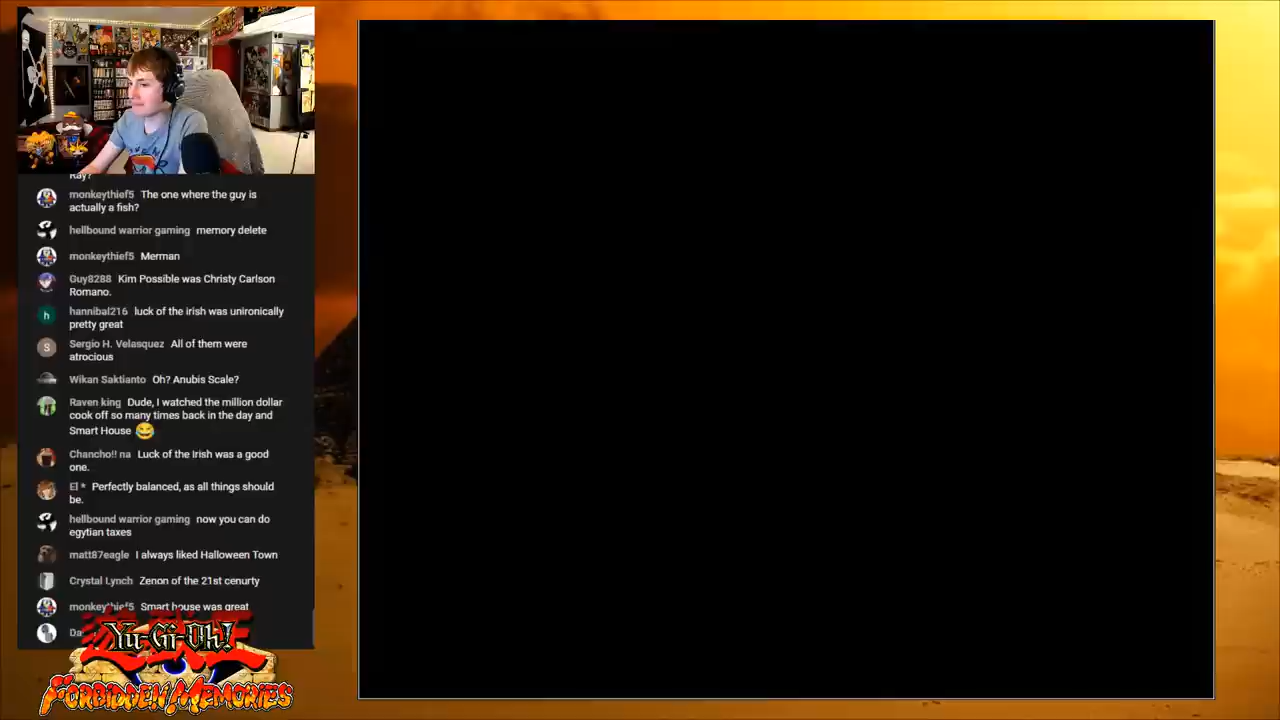 Ray?
monkeythief5 The one where the guy is
actually a fish?
hellbound warrior gaming memory delete
monkeythief5 Merman
Guy8288 Kim Possible was Christy Carlson
Romano.
hannibal216 luck of the irish was unironically
pretty great
Sergio H. Velasquez All of them were
atrocious
Wikan Saktianto Oh? Anubis Scale?
Raven king Dude, I watched the million dollar
cook off so many times back in the day and
Smart House
Chancho!! na Luck of the Irish was a good
one.
El * Perfectly balanced, as all things should
be.
hellbound warrior gaming now you can do
egytian taxes
matt87eagle I always liked Halloween Town
Crystal Lynch Zenon of the 21st cenurty
monkeythief5 Smart house was great
Yu-Gi-Oh!
Forbidden Memories